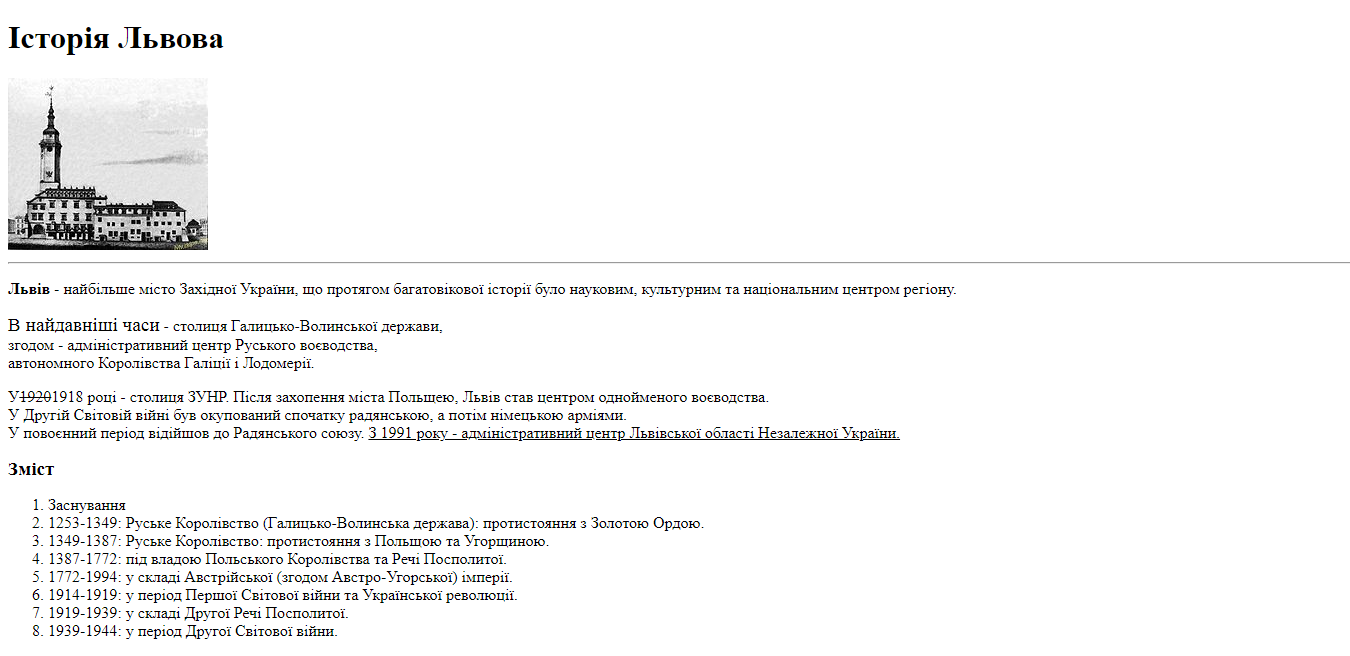 Історія Львова
Львів - найбільше місто Західної України, що протягом багатовікової історії було науковим, культурним та національним центром регіону.
В найдавніші часи - столиця Галицько-Волинської держави,
згодом - адміністративний центр Руського воєводства,
автономного Королівства Галіції і Лодомерії.
У19201918 році - столиця ЗУНР. Після захопення міста Польщею, Львів став центром однойменого воєводства.
У Другій Світовій війні був окупований спочатку радянською, а потім німецькою арміями.
У повоєнний період відійшов до Радянського союзу. З 1991 року - адміністративний центр Львівської області Незалежної України.
Зміст
1. Заснування
2. 1253-1349: Руське Королівство (Галицько-Волинська держава): протистояння з Золотою Ордою.
3. 1349-1387: Руське Королівство: протистояння з Польщою та Угорщиною.
4. 1387-1772: під владою Польського Королівства та Речі Посполитої.
5. 1772-1994: у складі Австрійської (згодом Австро-Угорської) імперії.
6. 1914-1919: у період Першої Світової війни та Української революції.
7. 1919-1939: у складі Другої Речі Посполитої.
8. 1939-1944: у період Другої Світової війни.